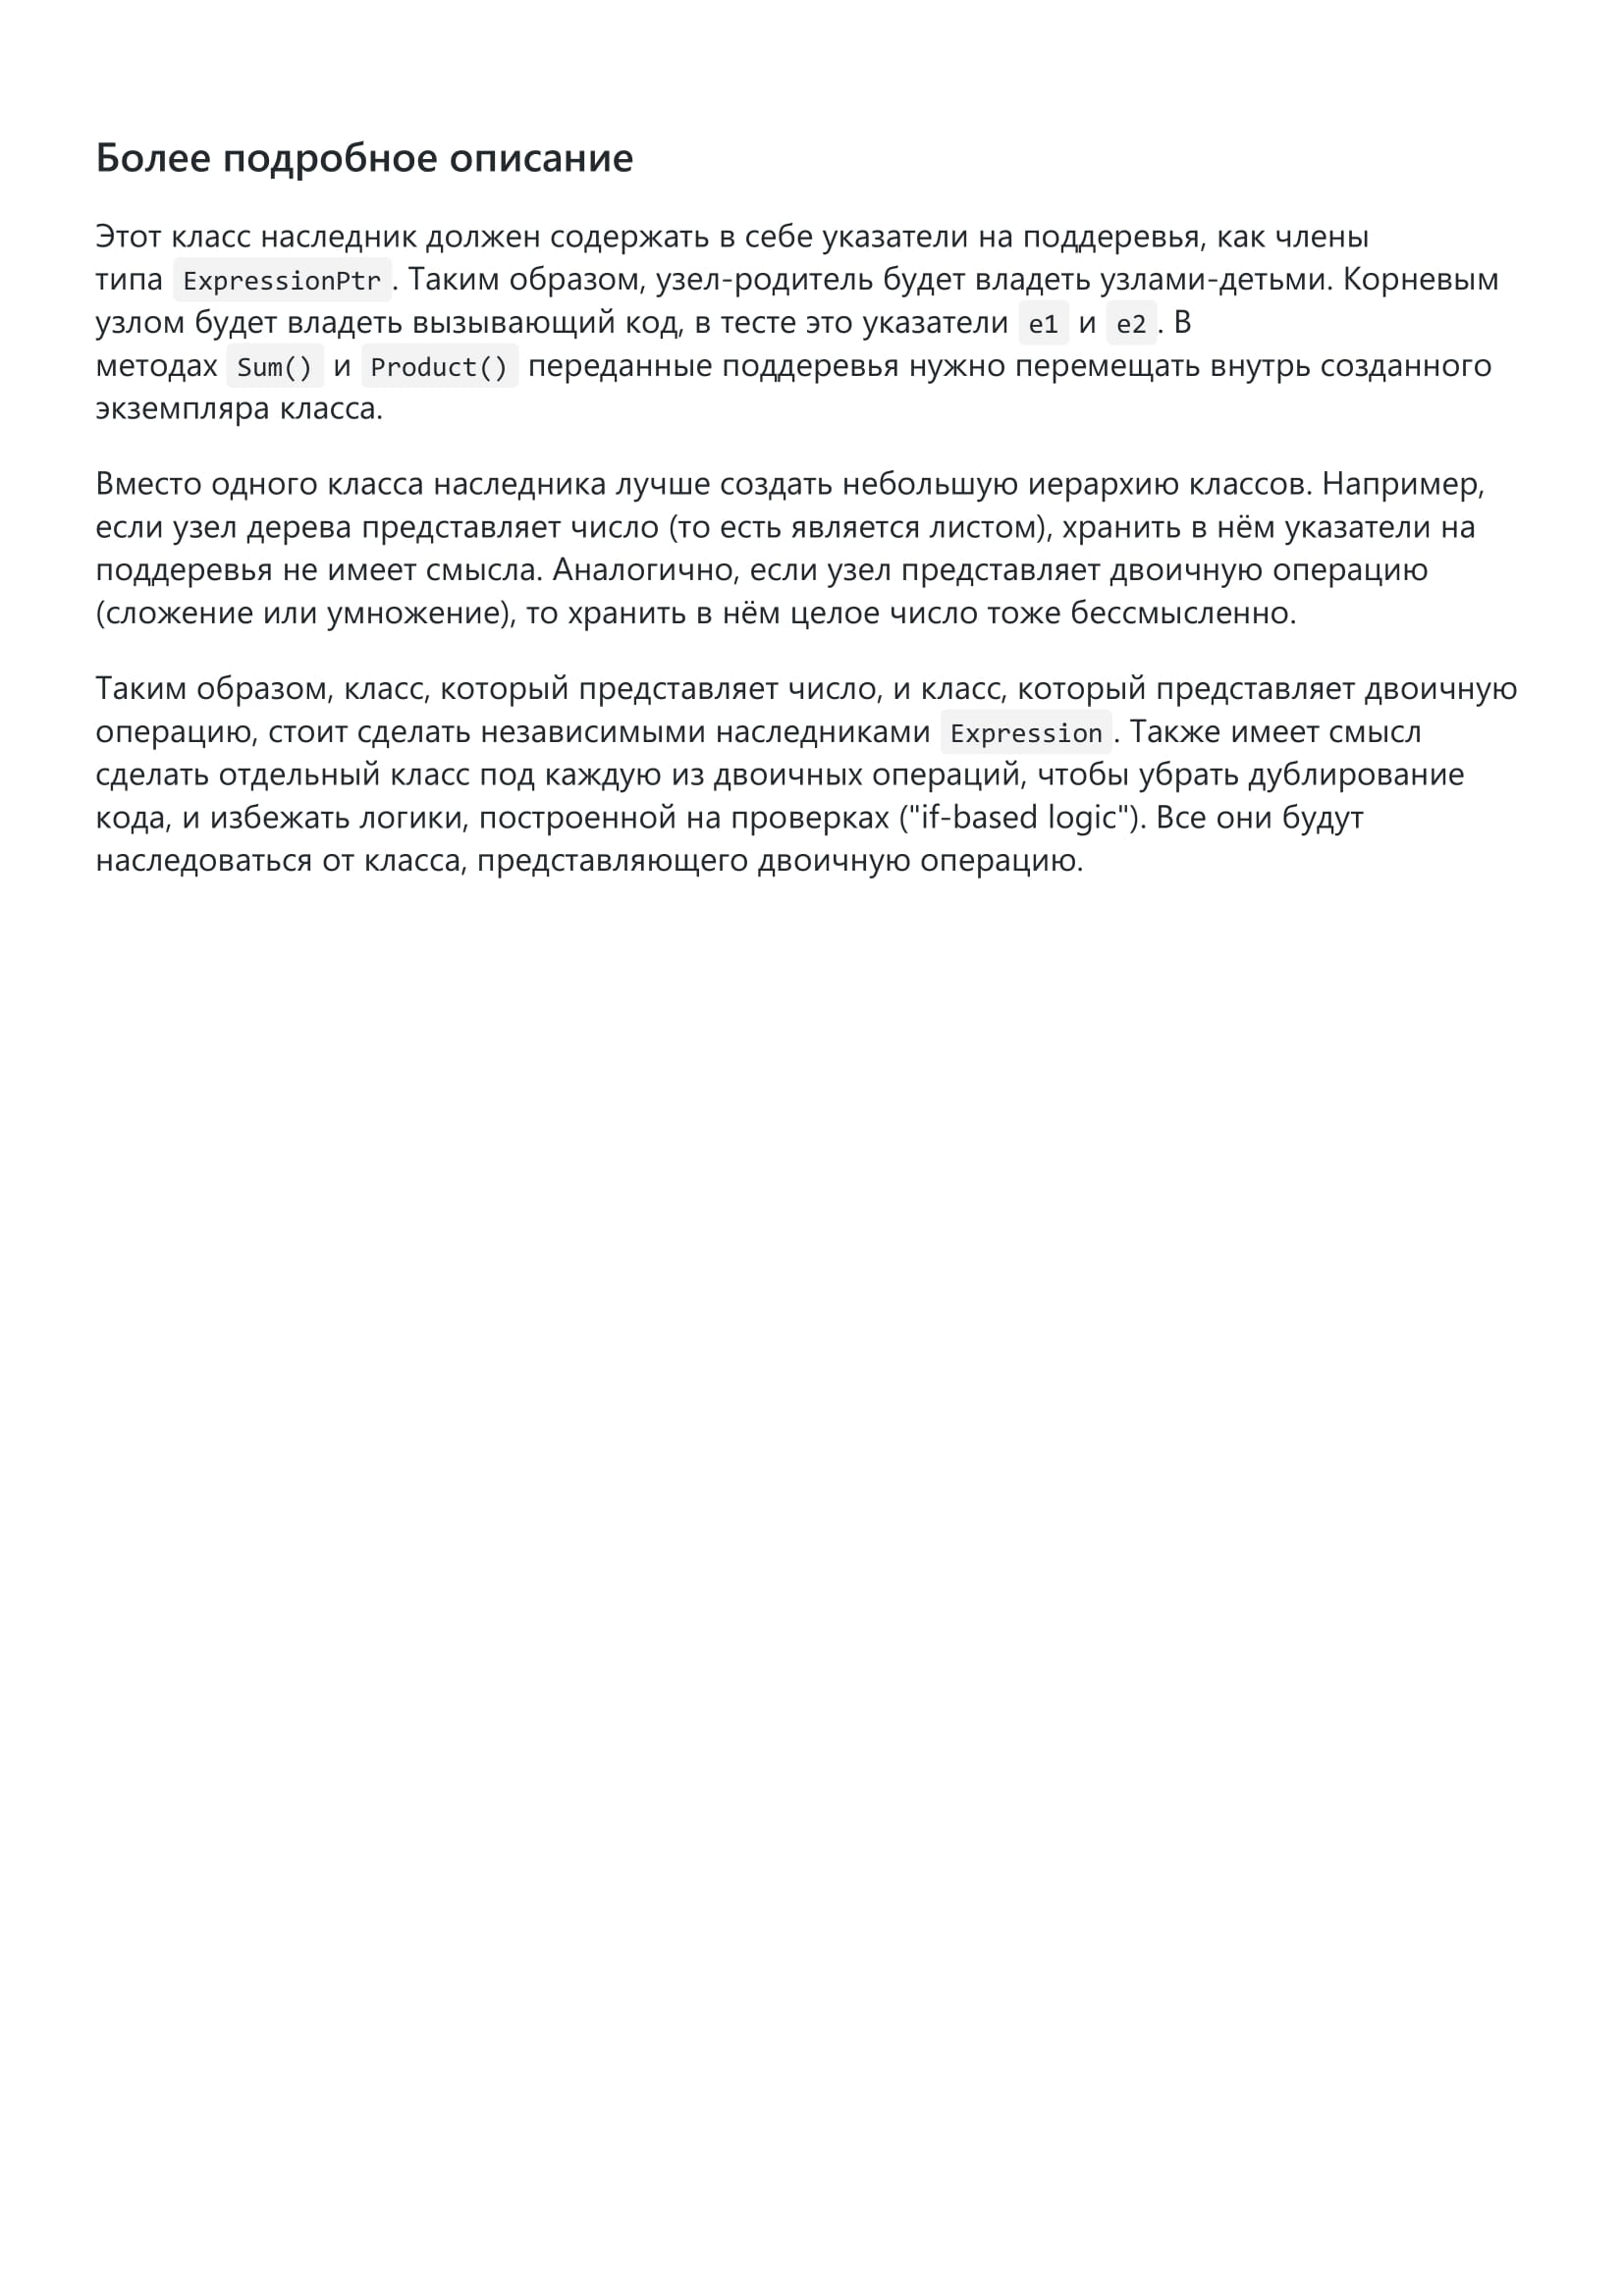 Более подробное описание
Этот класс наследник должен содержать в себе указатели на поддеревья, как члены
типа ExpressionPtr. Таким образом, узел-родитель будет владеть узлами-детьми. Корневым
узлом будет владеть вызывающий код, в тесте это указатели e1 и e2. В
методах Sum() и Product() переданные поддеревья нужно перемещать внутрь созданного
экземпляра класса.
Вместо одного класса наследника лучше создать небольшую иерархию классов. Например,
если узел дерева представляет число (то есть является листом), хранить в нём указатели на
поддеревья не имеет смысла. Аналогично, если узел представляет двоичную операцию
(сложение или умножение), то хранить в нём целое число тоже бессмысленно.
Таким образом, класс, который представляет число, и класс, который представляет двоичную
операцию, стоит сделать независимыми наследниками Expression. Также имеет смысл
сделать отдельный класс под каждую из двоичных операций, чтобы убрать дублирование
кода, и избежать логики, построенной на проверках ("if-based logic"). Все они будут
наследоваться от класса, представляющего двоичную операцию.